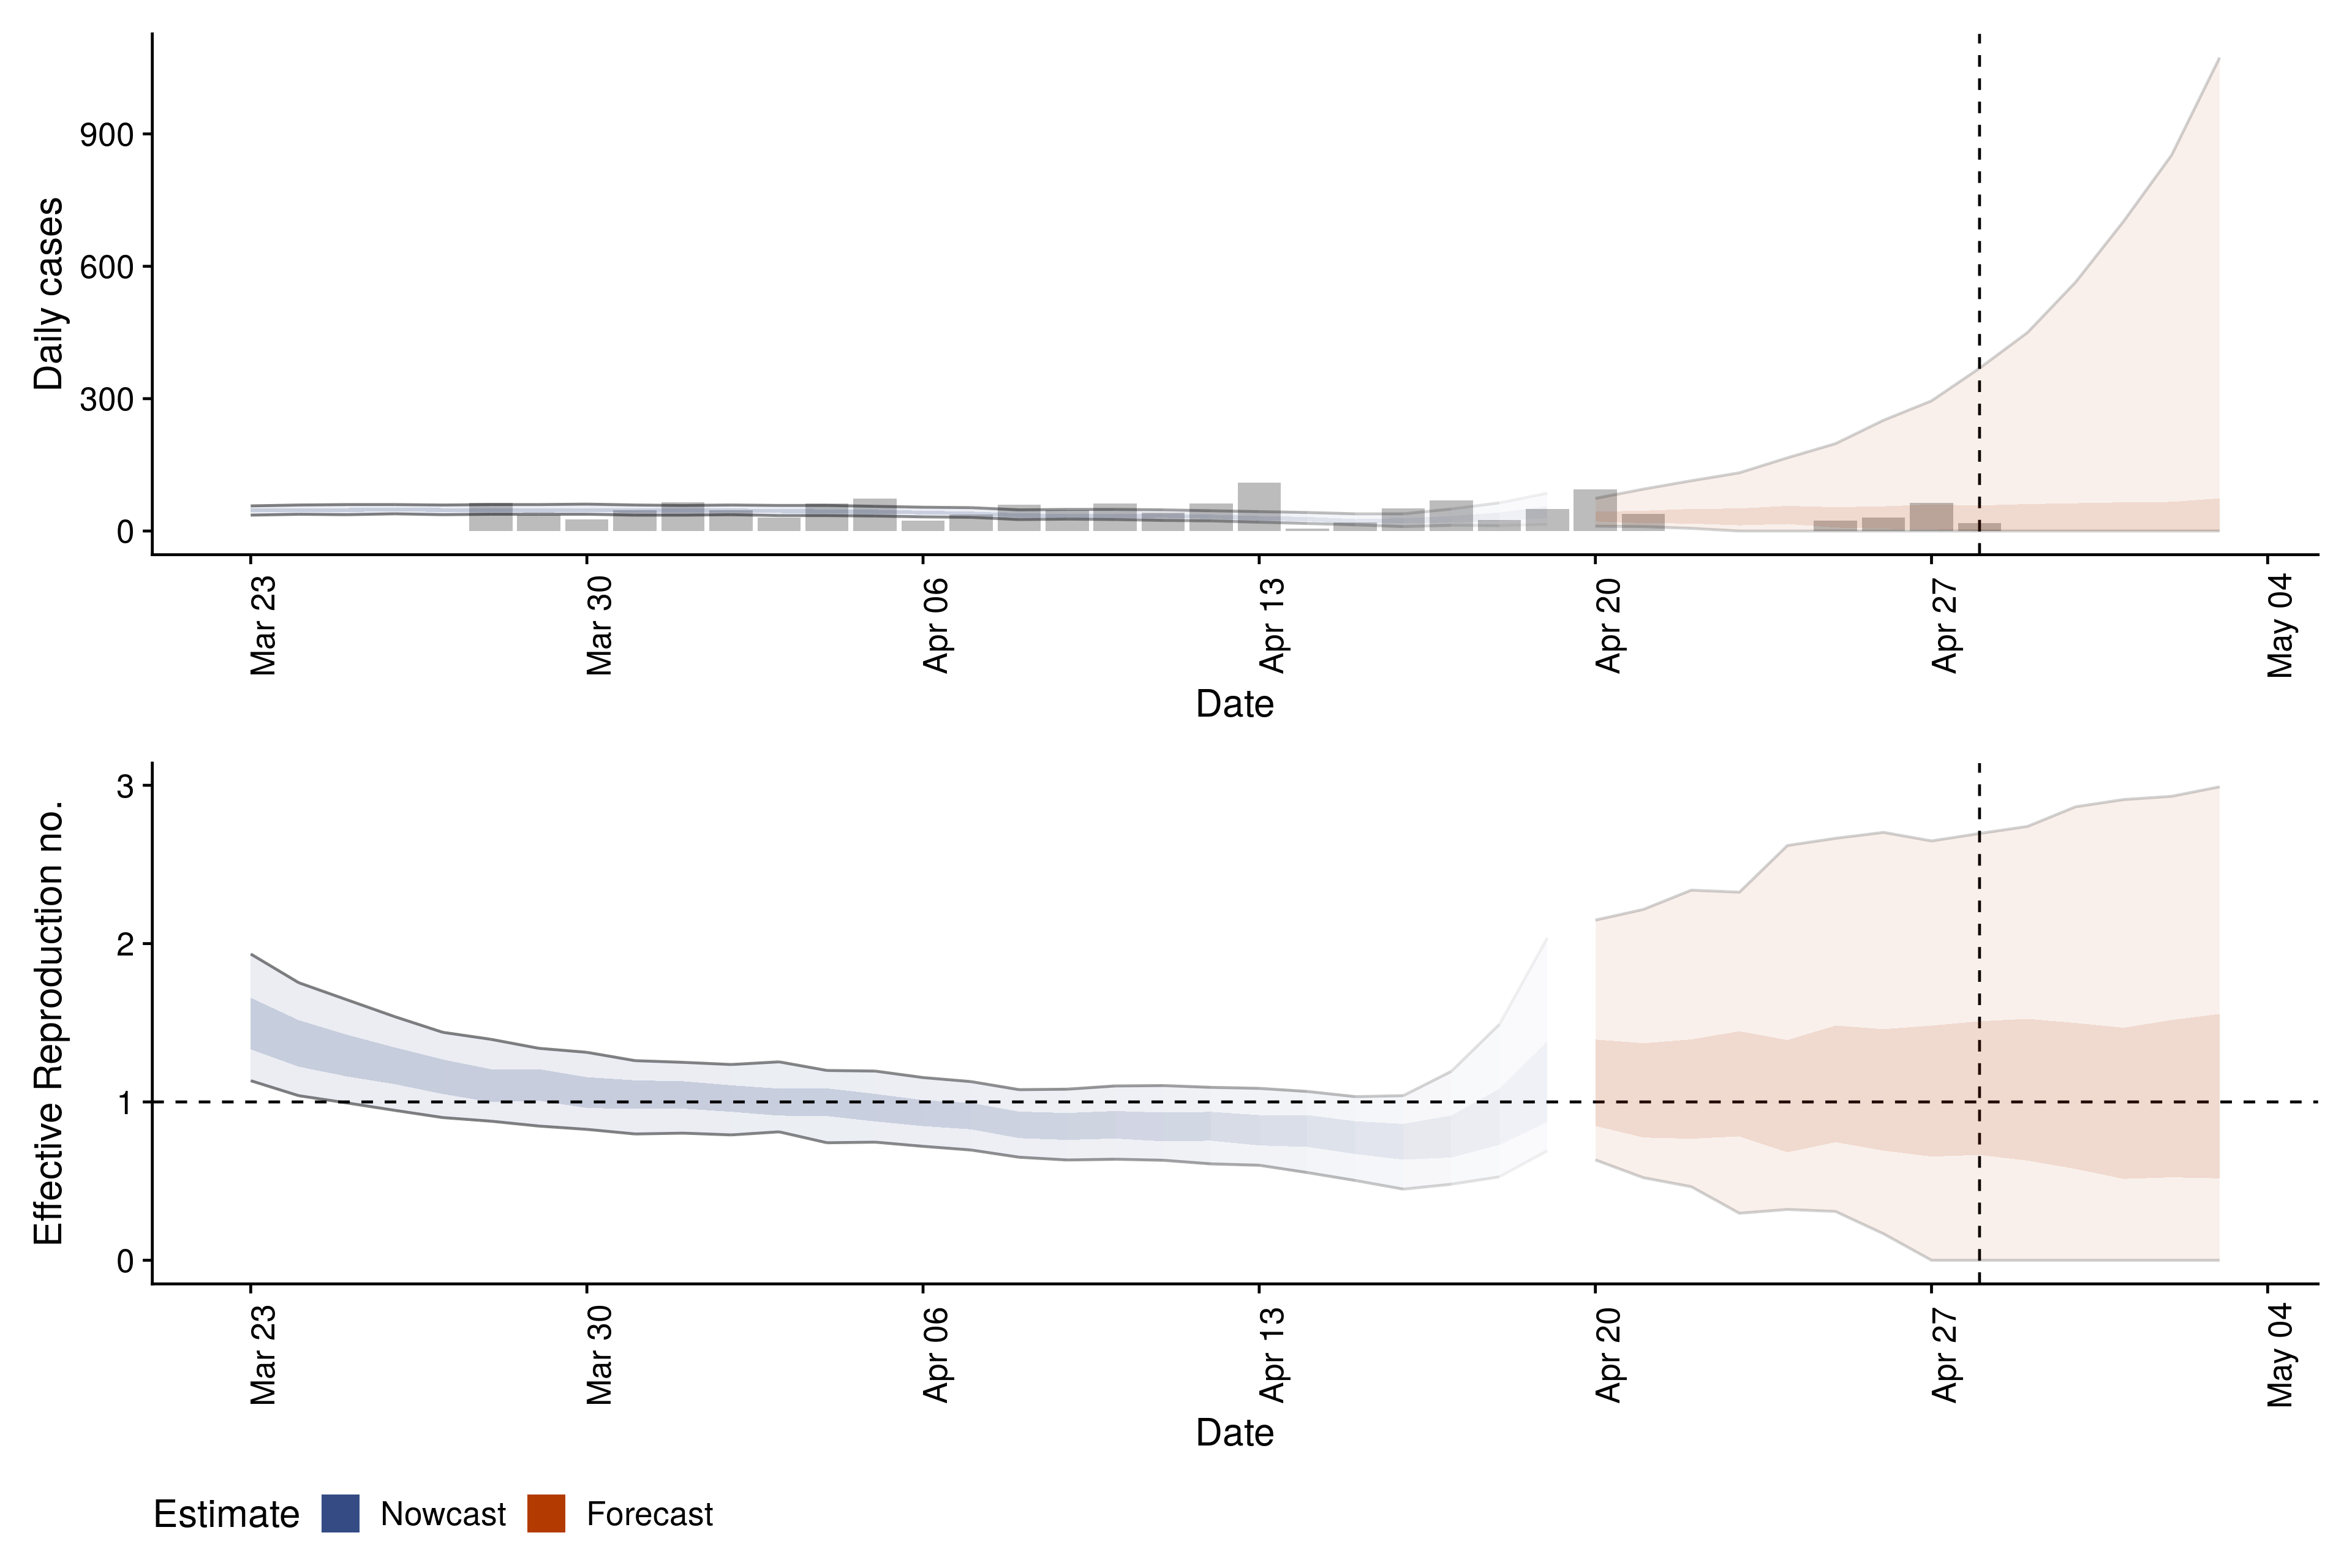 Daily cases
900
600
300
0
Mar 23
Mar 30
Apr 06
Apr 13
Apr 20
Apr 27
May 04
Date
Effective Reproduction no.
3
2
1
0
Mar 23
Mar 30
Apr 06
Apr 13
Apr 20
Apr 27
May 04
Date
Estimate Nowcast Forecast